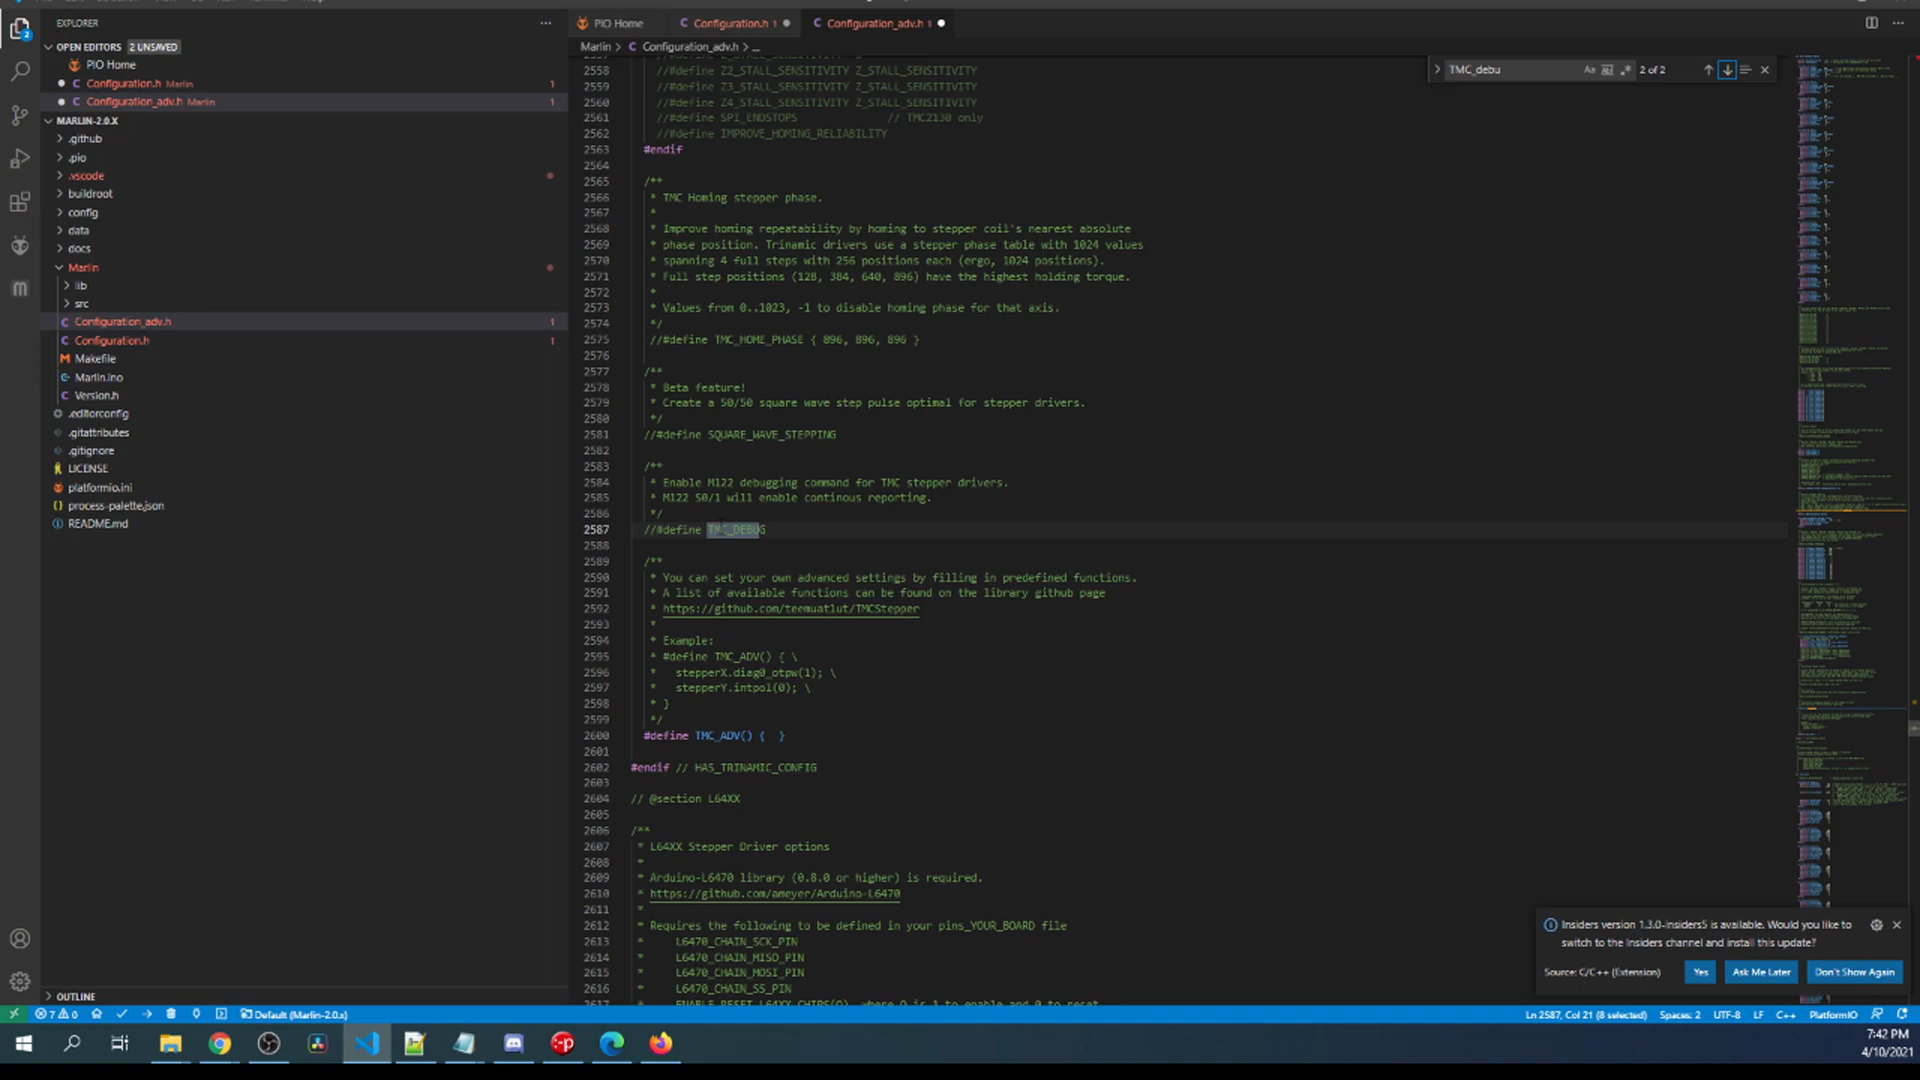 EXPLORER
OPEN EDITORS 2 UNSAVED
PIO Home
Configuration.h Marlin 1
Configuration_adv.h Marlin 1
MARLIN-2.0.X
.github
.pio
.vscode
buildroot
config
data
docs
Marlin
lib
src
Configuration_adv.h 1
Configuration.h 1
Makefile
Marlin.ino
Version.h
.editorconfig
.gitattributes
.gitignore
LICENSE
platformio.ini
process-palette.json
README.md
OUTLINE
PIO Home Configuration.h 1 Configuration_adv.h 1
Marlin > Configuration_adv.h > ...
TMC_debu Aa 2 of 2
2558 //#define Z2_STALL_SENSITIVITY Z_STALL_SENSITIVITY
2559 //#define Z3_STALL_SENSITIVITY Z_STALL_SENSITIVITY
2560 //#define Z4_STALL_SENSITIVITY Z_STALL_SENSITIVITY
2561 //#define SPI_ENDSTOPS // TMC2130 only
2562 //#define IMPROVE_HOMING_RELIABILITY
2563 #endif
2564
2565 /**
2566 * TMC Homing stepper phase.
2567 *
2568 * Improve homing repeatability by homing to stepper coil's nearest absolute
2569 * phase position. Trinamic drivers use a stepper phase table with 1024 values
2570 * spanning 4 full steps with 256 positions each (ergo, 1024 positions).
2571 * Full step positions (128, 384, 640, 896) have the highest holding torque.
2572 *
2573 * Values from 0..1023, -1 to disable homing phase for that axis.
2574 */
2575 //#define TMC_HOME_PHASE { 896, 896, 896 }
2576
2577 /**
2578 * Beta feature!
2579 * Create a 50/50 square wave step pulse optimal for stepper drivers.
2580 */
2581 //#define SQUARE_WAVE_STEPPING
2582
2583 /**
2584 * Enable M122 debugging command for TMC stepper drivers.
2585 * M122 S0/1 will enable continous reporting.
2586 */
2587 //#define TMC_DEBUG
2588
2589 /**
2590 * You can set your own advanced settings by filling in predefined functions.
2591 * A list of available functions can be found on the library github page
2592 * https://github.com/teemuatlut/TMCStepper
2593 *
2594 * Example:
2595 * #define TMC_ADV() { \
2596 * stepperX.diag0_otpw(1); \
2597 * stepperY.intpol(0); \
2598 * }
2599 */
2600 #define TMC_ADV() { }
2601
2602 #endif // HAS_TRINAMIC_CONFIG
2603
2604 // @section L64XX
2605
2606 /**
2607 * L64XX Stepper Driver options
2608 *
2609 * Arduino-L6470 library (0.8.0 or higher) is required.
2610 * https://github.com/ameyer/Arduino-L6470
2611 *
2612 * Requires the following to be defined in your pins_YOUR_BOARD file
2613 * L6470_CHAIN_SCK_PIN
2614 * L6470_CHAIN_MISO_PIN
2615 * L6470_CHAIN_MOSI_PIN
2616 * L6470_CHAIN_SS_PIN
2617 * ENABLE_RESET_L64XX_CHIPS(Q) where Q is 1 to enable and 0 to reset
Insiders version 1.3.0-insiders5 is available. Would you like to
switch to the Insiders channel and install this update?
Source: C/C++ (Extension) Yes Ask Me Later Don't Show Again
7 0 Default (Marlin-2.0.x) Ln 2587, Col 21 (8 selected) Spaces: 2 UTF-8 LF C++ PlatformIO
7:42 PM
4/10/2021